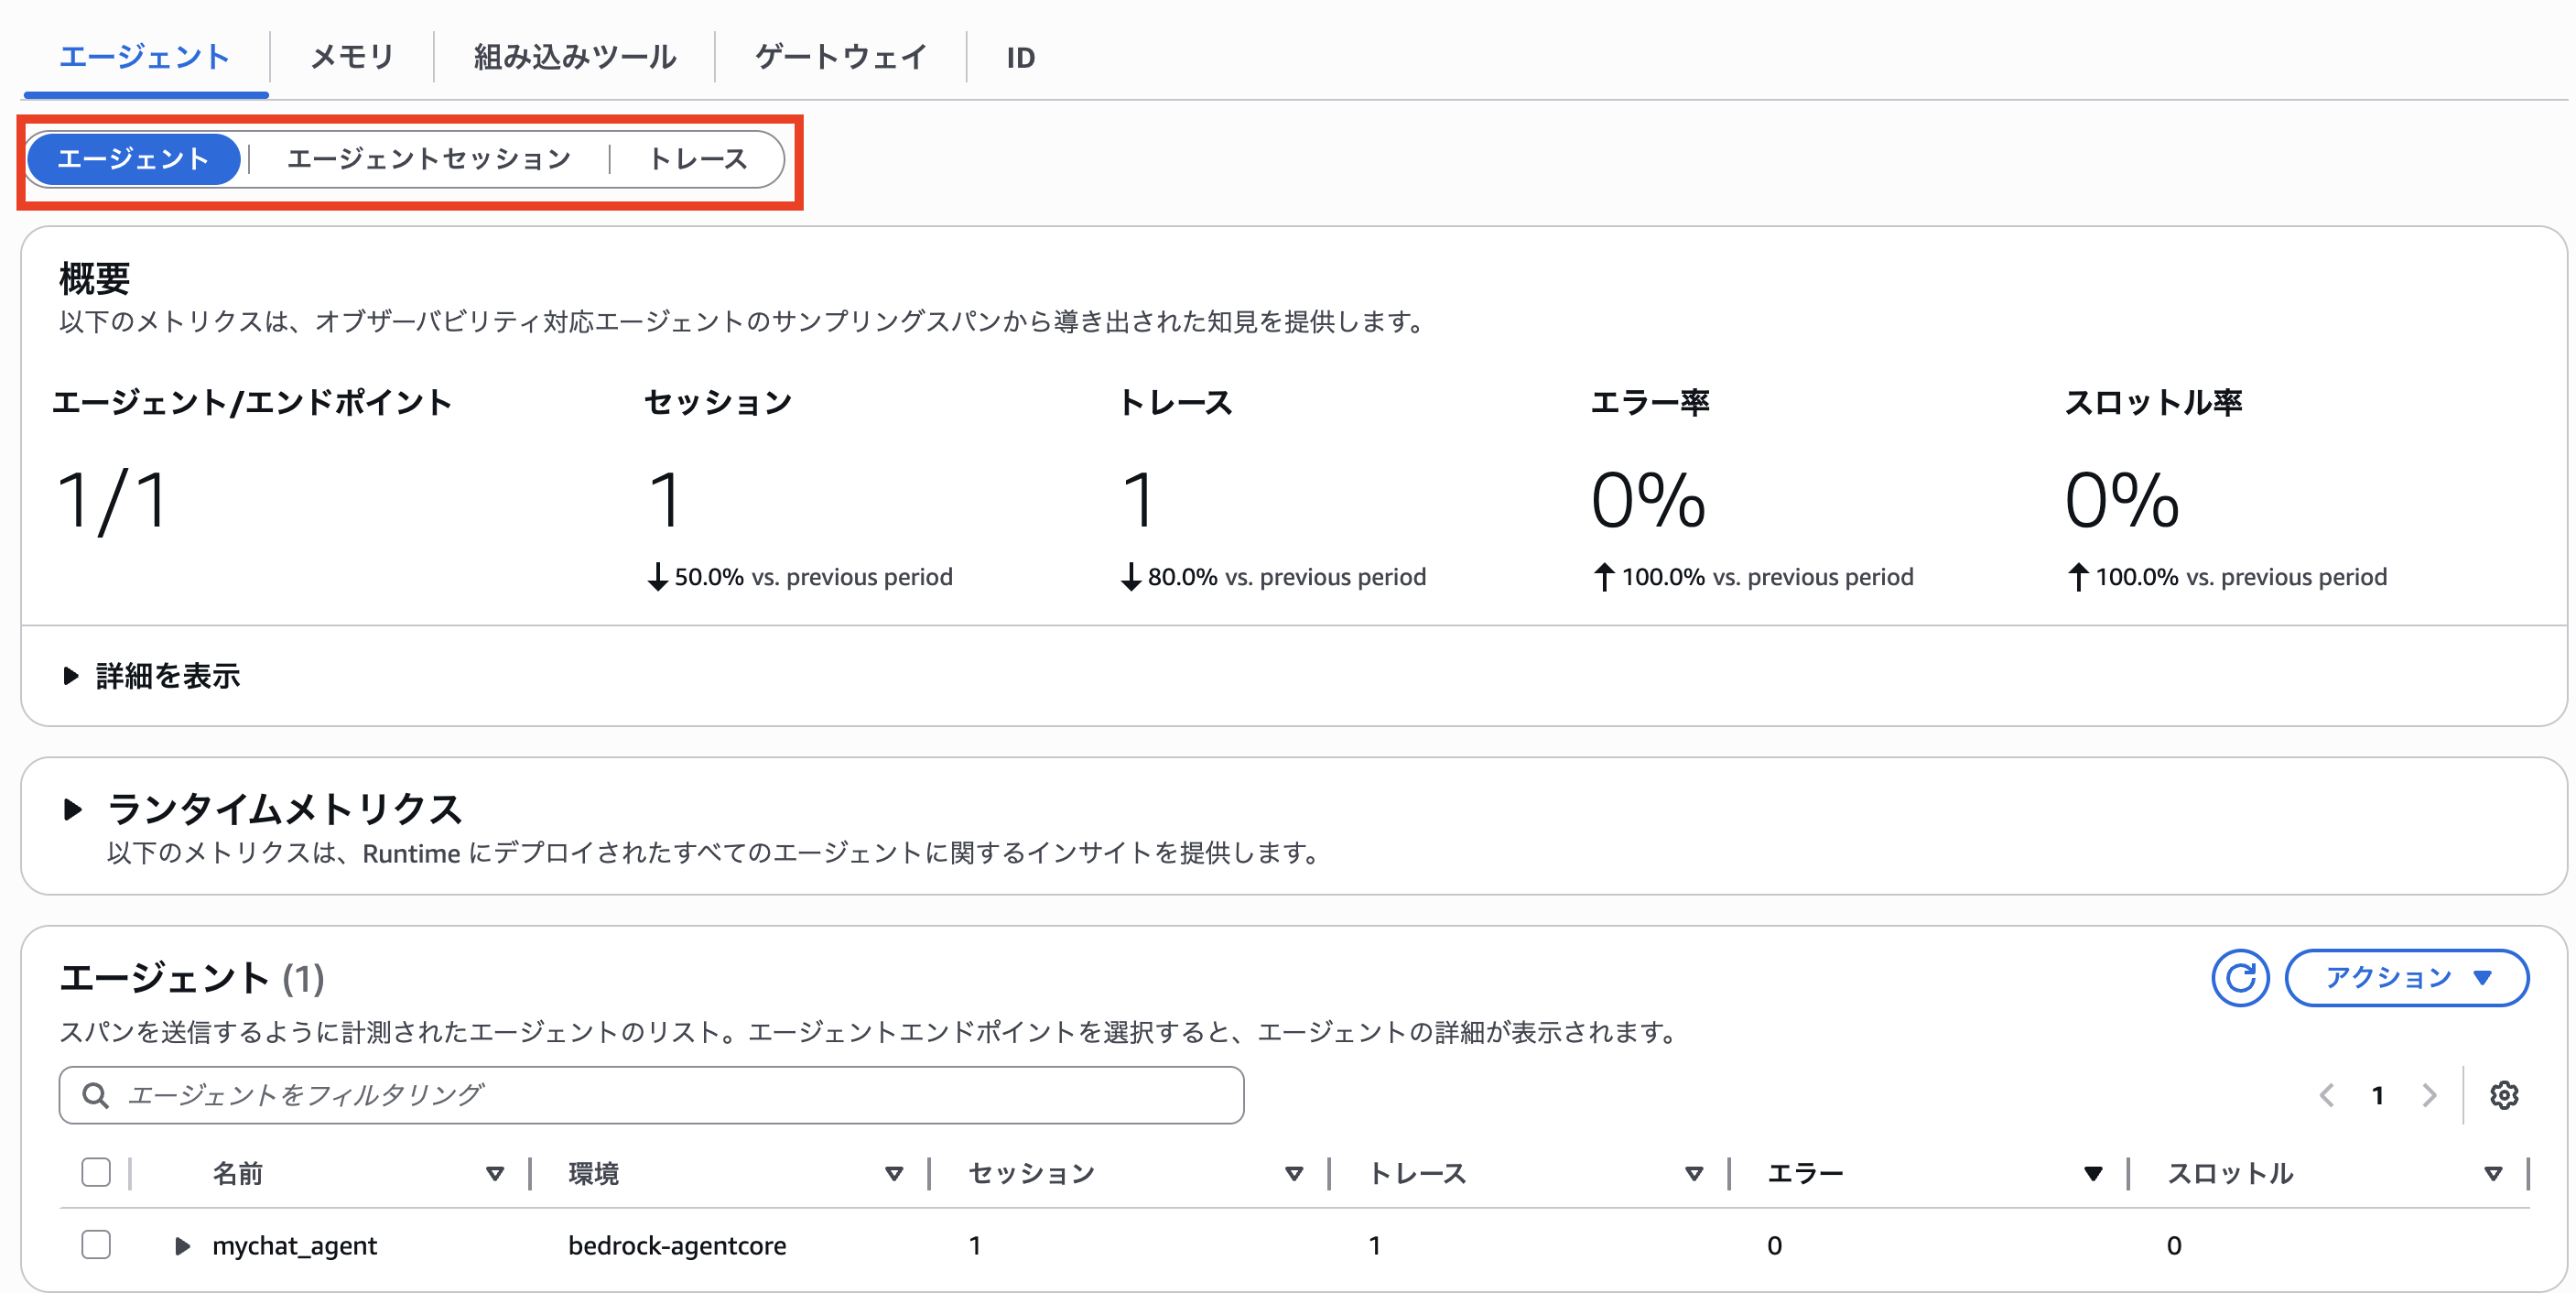 エージェント メモリ 組み込みツール ゲートウェイ ID
エージェント エージェントセッション トレース
概要
以下のメトリクスは、オブザーバビリティ対応エージェントのサンプリングスパンから導き出された知見を提供します。
エージェント/エンドポイント セッション トレース エラー率 スロットル率
1/1 1 1 0% 0%
↓50.0% vs. previous period ↓80.0% vs. previous period ↑100.0% vs. previous period ↑100.0% vs. previous period
詳細を表示
ランタイムメトリクス
以下のメトリクスは、Runtime にデプロイされたすべてのエージェントに関するインサイトを提供します。
エージェント (1) アクション
スパンを送信するように計測されたエージェントのリスト。エージェントエンドポイントを選択すると、エージェントの詳細が表示されます。
エージェントをフィルタリング 1
名前 環境 セッション トレース エラー スロットル
mychat_agent bedrock-agentcore 1 1 0 0